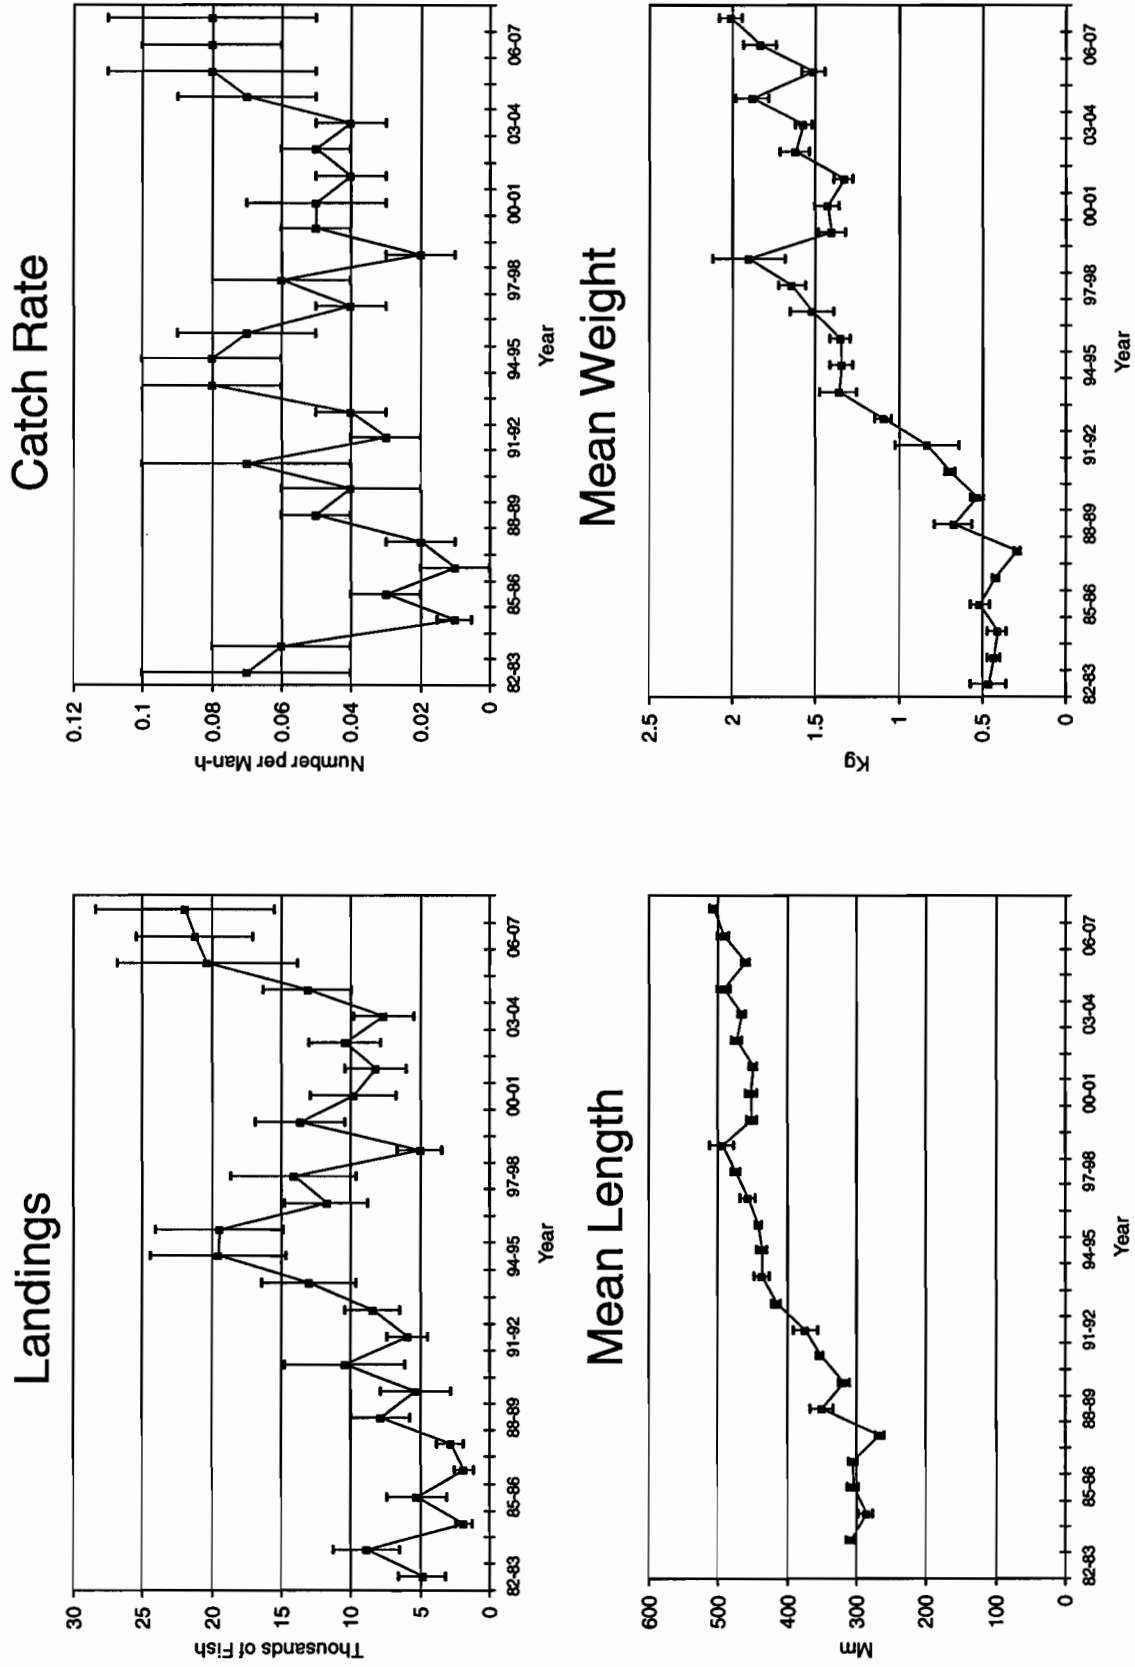 Landings
30
25
20
15
10
5
0
Thousands of Fish
82-83 85-86 88-89 91-92 94-95 97-98 00-01 03-04 06-07
Year
Catch Rate
0.12
0.1
0.08
0.06
0.04
0.02
0
Number per Man-h
82-83 85-86 88-89 91-92 94-95 97-98 00-01 03-04 06-07
Year
Mean Length
600
500
400
300
200
100
0
Mm
82-83 85-86 88-89 91-92 94-95 97-98 00-01 03-04 06-07
Year
Mean Weight
2.5
2
1.5
1
0.5
0
Kg
82-83 85-86 88-89 91-92 94-95 97-98 00-01 03-04 06-07
Year